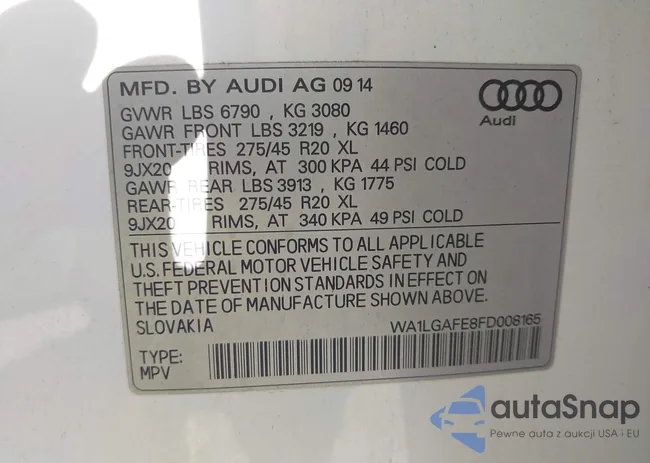 MFD. BY AUDI AG 09 14
GVWR LBS 6790 , KG 3080
GAWR FRONT LBS 3219 , KG 1460
FRONT-TIRES 275/45 R20 XL
9JX20 RIMS, AT 300 KPA 44 PSI COLD
GAWR REAR LBS 3913 , KG 1775
REAR-TIRES 275/45 R20 XL
9JX20 RIMS, AT 340 KPA 49 PSI COLD
THIS VEHICLE CONFORMS TO ALL APPLICABLE
U.S. FEDERAL MOTOR VEHICLE SAFETY AND
THEFT PREVENTION STANDARDS IN EFFECT ON
THE DATE OF MANUFACTURE SHOWN ABOVE.
SLOVAKIA WA1LGAFE8FD008165
TYPE:
MPV
Audi
autaSnap
Pewne auta z aukcji USA i EU